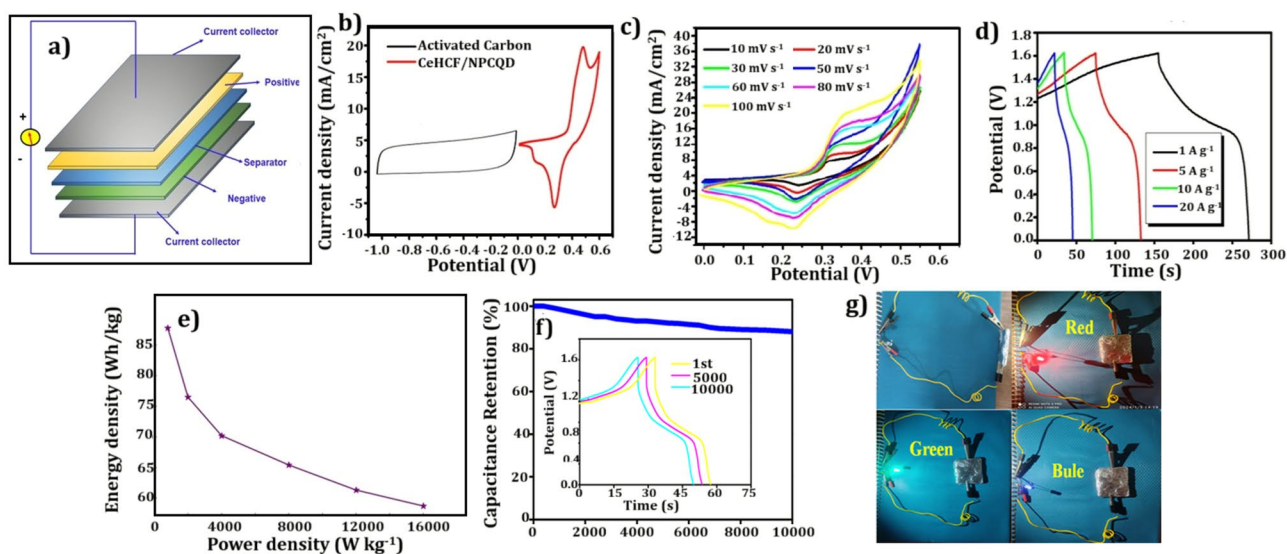 a)
Current collector
Positive
+
-
Separator
Negative
Current collector
b)
Current density (mA/cm²)
20
15
10
5
0
-5
-10
Activated Carbon
CeHCF/NPCQD
-1.0 -0.8 -0.6 -0.4 -0.2 0.0 0.2 0.4 0.6
Potential (V)
c)
Current density (mA/cm²)
36
32
28
24
20
16
12
8
4
0
-4
-8
-12
10 mV s⁻¹ 20 mV s⁻¹
30 mV s⁻¹ 50 mV s⁻¹
60 mV s⁻¹ 80 mV s⁻¹
100 mV s⁻¹
0.0 0.1 0.2 0.3 0.4 0.5 0.6
Potential (V)
d)
Potential (V)
1.8
1.6
1.4
1.2
1.0
0.8
0.6
0.4
0.2
0.0
1 A g⁻¹
5 A g⁻¹
10 A g⁻¹
20 A g⁻¹
0 50 100 150 200 250 300
Time (s)
e)
Energy density (Wh/kg)
85
80
75
70
65
60
0 4000 8000 12000 16000
Power density (W kg⁻¹)
f)
Capacitance Retention (%)
100
80
60
40
20
0
Potential (V)
1.6
1.2
0.8
0.4
0.0
1st
5000
10000
0 15 30 45 60 75
Time (s)
0 2000 4000 6000 8000 10000
g)
Red
Green
Bule